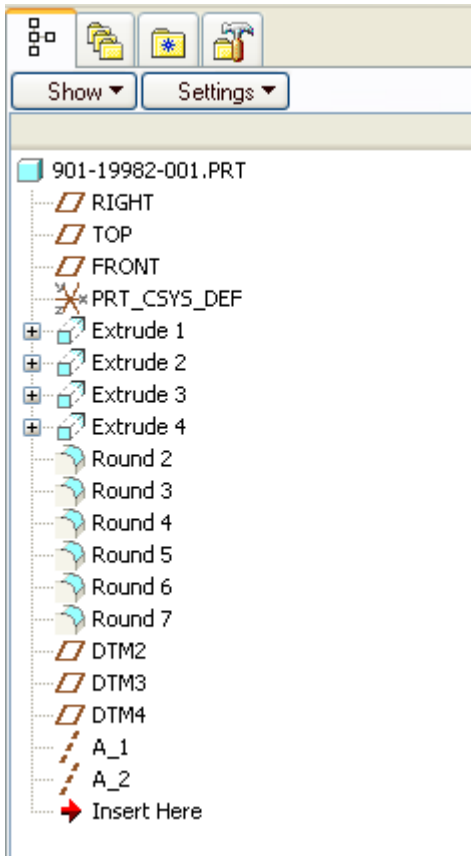 Show Settings
901-19982-001.PRT
RIGHT
TOP
FRONT
PRT_CSYS_DEF
Extrude 1
Extrude 2
Extrude 3
Extrude 4
Round 2
Round 3
Round 4
Round 5
Round 6
Round 7
DTM2
DTM3
DTM4
A_1
A_2
Insert Here